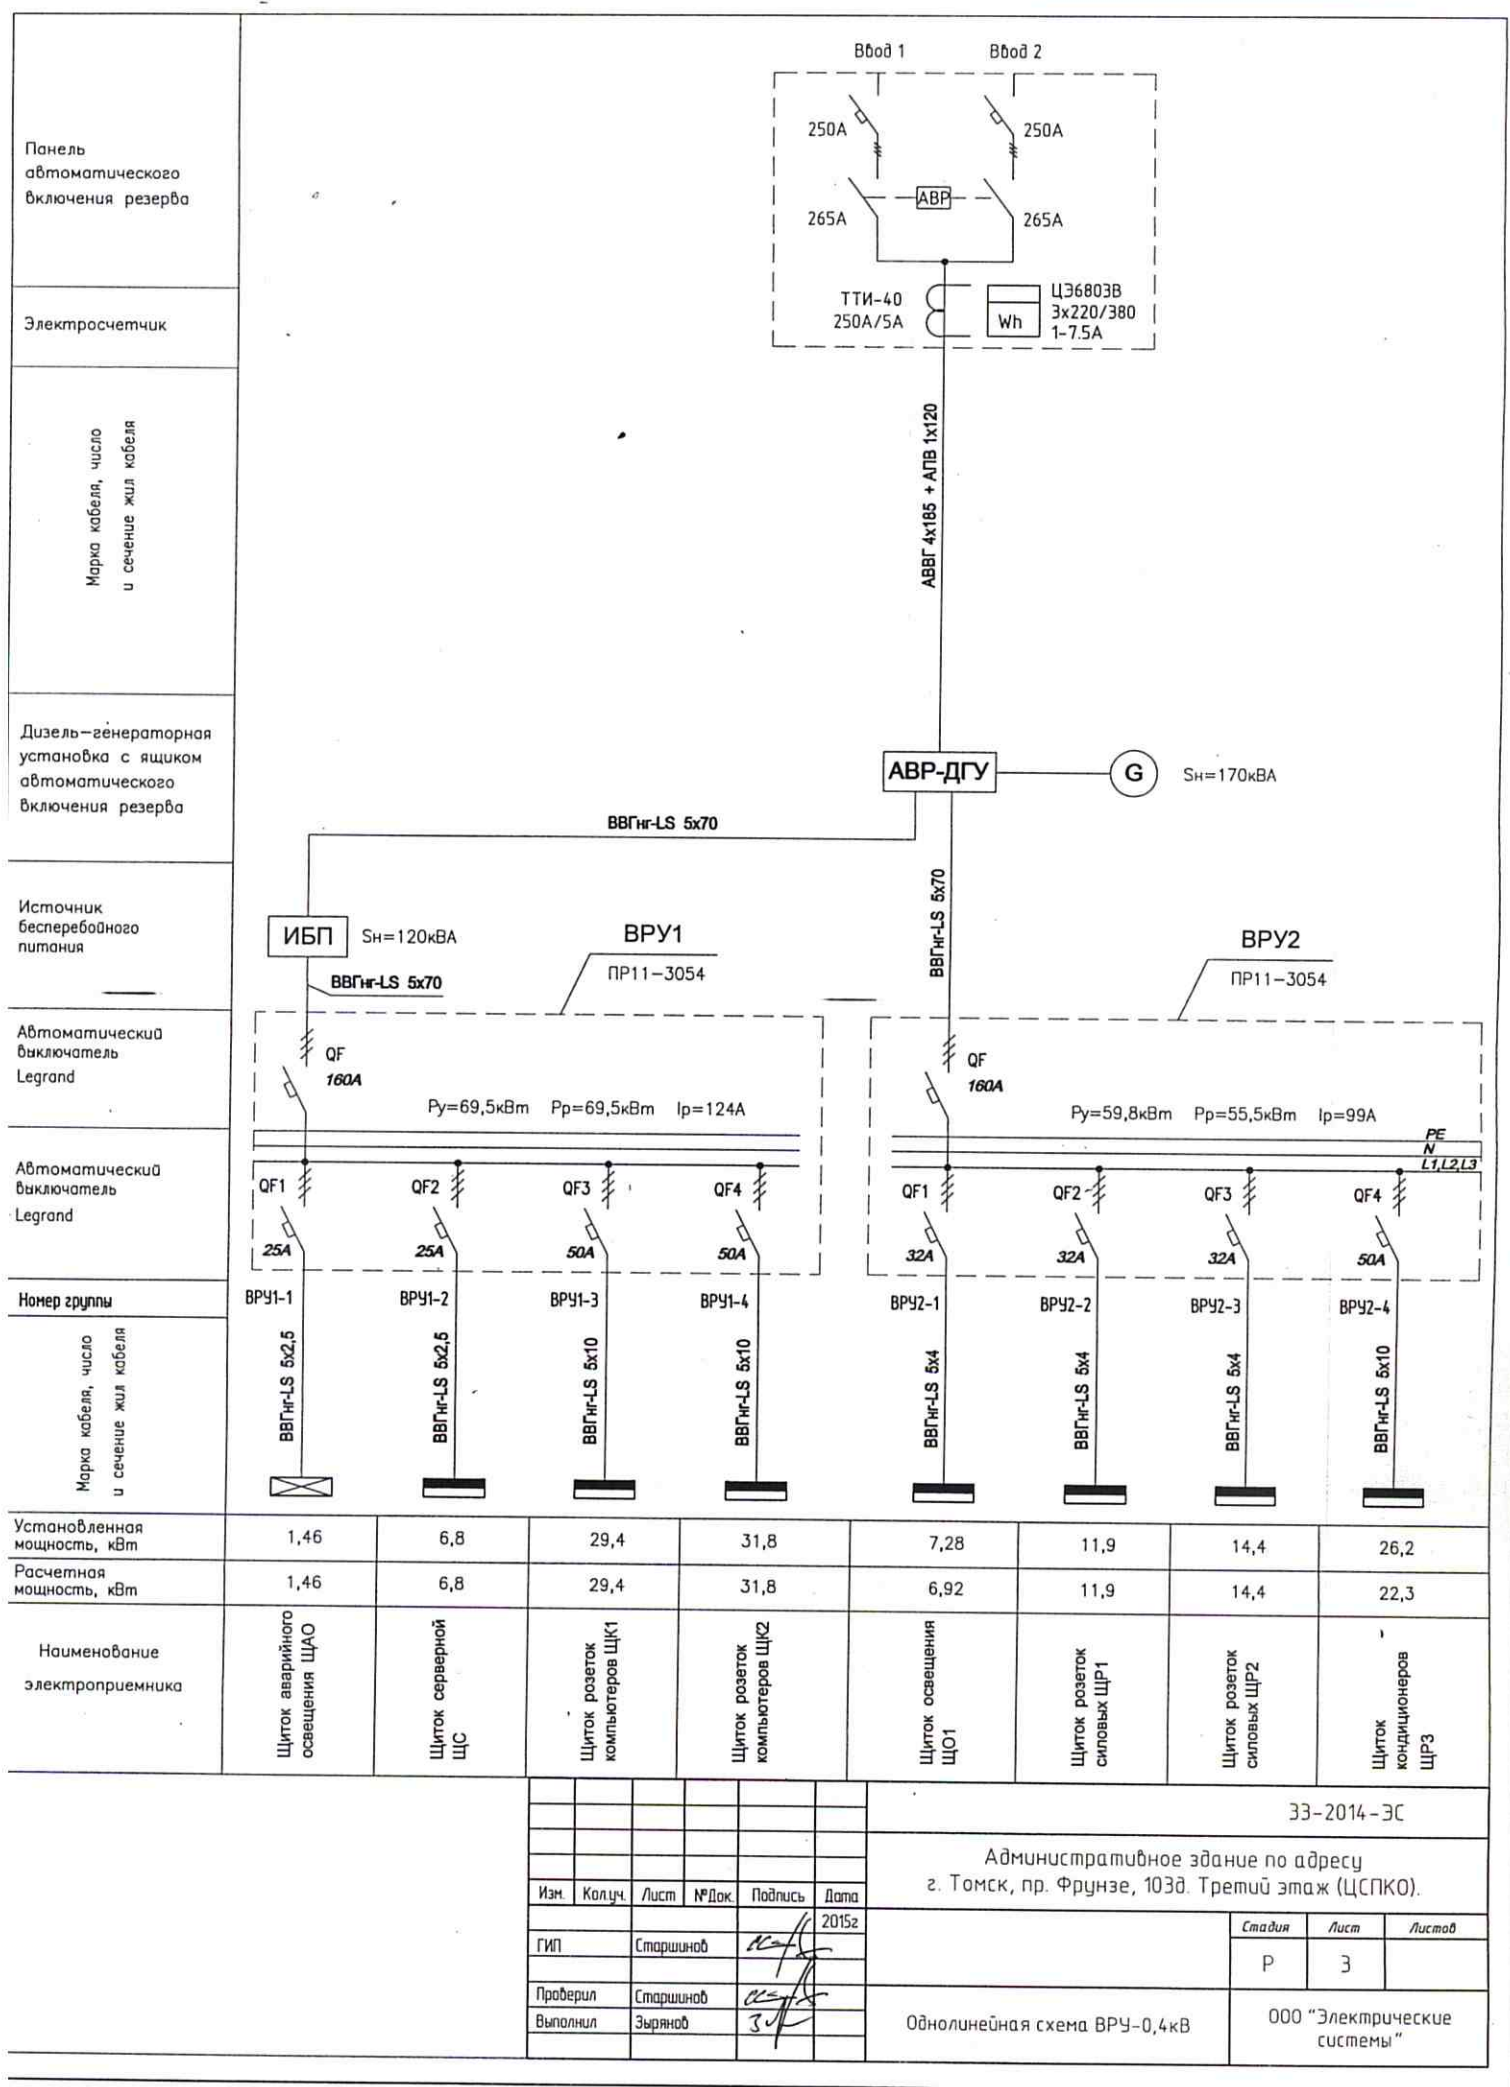 Ввод 1
Ввод 2
Панель
автоматического
включения резерва
250А
250А
АВР
265А
265А
Электросчетчик
ТТИ-40
250А/5А
Wh
ЦЭ6803В
3х220/380
1-7.5А
Марка кабеля, число
и сечение жил кабеля
АВВГ 4х185 + АПВ 1х120
Дизель-генераторная
установка с ящиком
автоматического
включения резерва
АВР-ДГУ
G
Sн=170кВА
ВВГнг-LS 5х70
ВВГнг-LS 5х70
Источник
бесперебойного
питания
ИБП
Sн=120кВА
ВВГнг-LS 5х70
ВРУ1
ПР11-3054
ВРУ2
ПР11-3054
Автоматический
выключатель
Legrand
QF
160А
Ру=69,5кВт Рр=69,5кВт Iр=124А
QF
160А
Ру=59,8кВт Рр=55,5кВт Iр=99А
PE
N
L1,L2,L3
Автоматический
выключатель
Legrand
QF1
QF2
QF3
QF4
QF1
QF2
QF3
QF4
25А
25А
50А
50А
32А
32А
32А
50А
Номер группы
ВРУ1-1
ВРУ1-2
ВРУ1-3
ВРУ1-4
ВРУ2-1
ВРУ2-2
ВРУ2-3
ВРУ2-4
Марка кабеля, число
и сечение жил кабеля
ВВГнг-LS 5х2,5
ВВГнг-LS 5х2,5
ВВГнг-LS 5х10
ВВГнг-LS 5х10
ВВГнг-LS 5х4
ВВГнг-LS 5х4
ВВГнг-LS 5х4
ВВГнг-LS 5х10
Установленная
мощность, кВт
1,46
6,8
29,4
31,8
7,28
11,9
14,4
26,2
Расчетная
мощность, кВт
1,46
6,8
29,4
31,8
6,92
11,9
14,4
22,3
Наименование
электроприемника
Щиток аварийного
освещения ЩАО
Щиток серверной
ЩС
Щиток розеток
компьютеров ЩК1
Щиток розеток
компьютеров ЩК2
Щиток освещения
ЩО1
Щиток розеток
силовых ЩР1
Щиток розеток
силовых ЩР2
Щиток
кондиционеров
ЩР3
33-2014-ЭС
Административное здание по адресу
г. Томск, пр. Фрунзе, 103д. Третий этаж (ЦСПКО).
Изм. Кол.уч. Лист №Док. Подпись Дата
2015г
ГИП Старшинов
Проверил Старшинов
Выполнил Зырянов
Стадия Лист Листов
Р 3
Однолинейная схема ВРУ-0,4кВ
ООО "Электрические
системы"